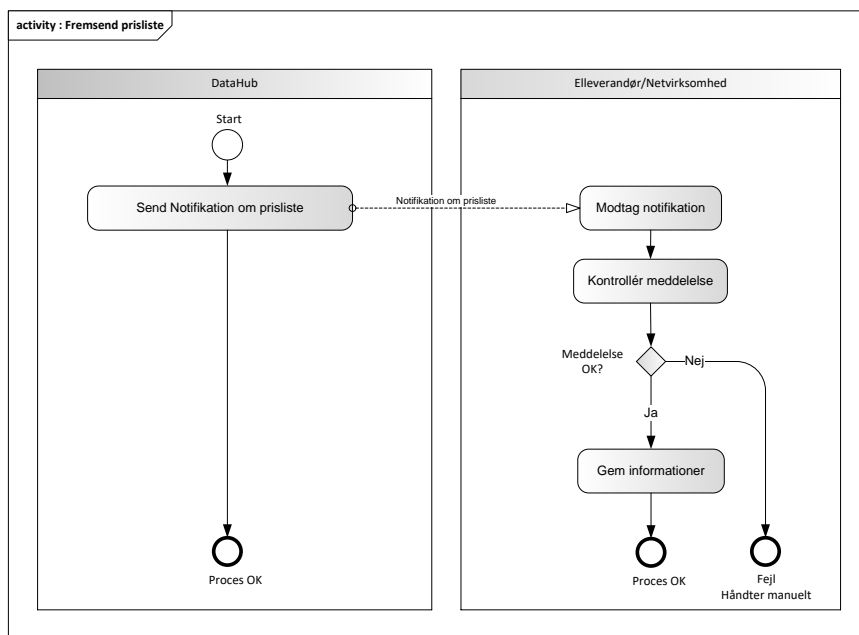 activity : Fremsend prisliste
DataHub
Elleverandør/Netvirksomhed
Start
Send Notifikation om prisliste
Notifikation om prisliste
Modtag notifikation
Kontrollér meddelelse
Meddelelse
OK?
Nej
Ja
Gem informationer
Proces OK
Proces OK
Fejl
Håndter manuelt